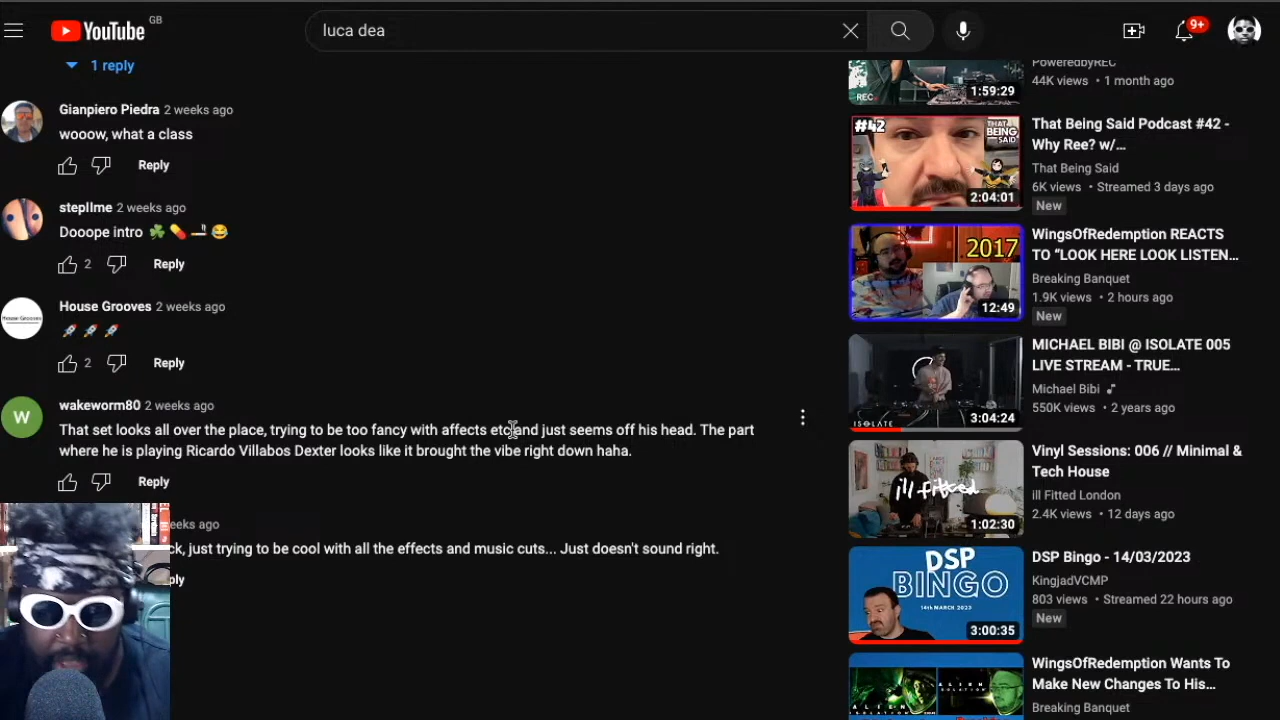 YouTube GB
luca dea
9+
1 reply
Gianpiero Piedra 2 weeks ago
wooow, what a class
Reply
stepllme 2 weeks ago
Dooope intro ☘️💊🚬😂
2 Reply
House Grooves
House Grooves 2 weeks ago
🚀🚀🚀
2 Reply
W
wakeworm80 2 weeks ago
That set looks all over the place, trying to be too fancy with affects etc and just seems off his head. The part
where he is playing Ricardo Villabos Dexter looks like it brought the vibe right down haha.
Reply
eeks ago
ck, just trying to be cool with all the effects and music cuts... Just doesn't sound right.
ply
REC
1:59:29
PoweredbyREC
44K views • 1 month ago
#42
THAT BEING SAID
2:04:01
That Being Said Podcast #42 -
Why Ree? w/...
That Being Said
6K views • Streamed 3 days ago
New
2017
12:49
WingsOfRedemption REACTS
TO “LOOK HERE LOOK LISTEN...
Breaking Banquet
1.9K views • 2 hours ago
New
ISOLATE
3:04:24
MICHAEL BIBI @ ISOLATE 005
LIVE STREAM - TRUE...
Michael Bibi ♪
550K views • 2 years ago
ill fitted
1:02:30
Vinyl Sessions: 006 // Minimal &
Tech House
ill Fitted London
2.4K views • 12 days ago
DSP
BINGO
14TH MARCH 2023
3:00:35
DSP Bingo - 14/03/2023
KingjadVCMP
803 views • Streamed 22 hours ago
New
ALIEN
ISOLATION
ALIEN
ISOLATION
WingsOfRedemption Wants To
Make New Changes To His...
Breaking Banquet